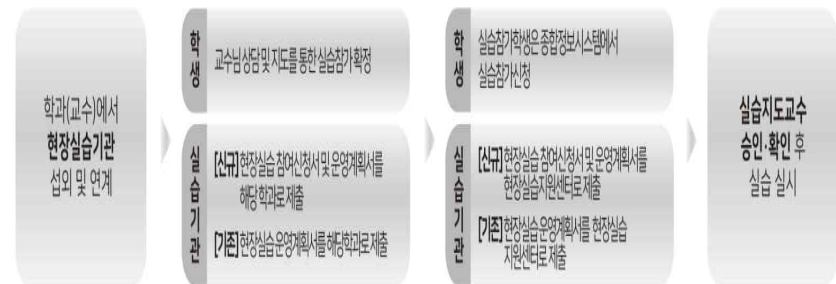 학과(교수)에서
현장실습기관
섭외 및 연계
학생
교수님 상담 및 지도를 통한 실습참가 확정
실습기관
[신규] 현장실습 참여신청서 및 운영계획서를
해당 학과로 제출
[기존] 현장실습 운영계획서를 해당학과로 제출
학생
실습참가학생은 종합정보시스템에서
실습참가신청
실습기관
[신규] 현장실습 참여신청서 및 운영계획서를
현장실습지원센터로 제출
[기존] 현장실습 운영계획서를 현장실습
지원센터로 제출
실습지도교수
승인·확인 후
실습 실시